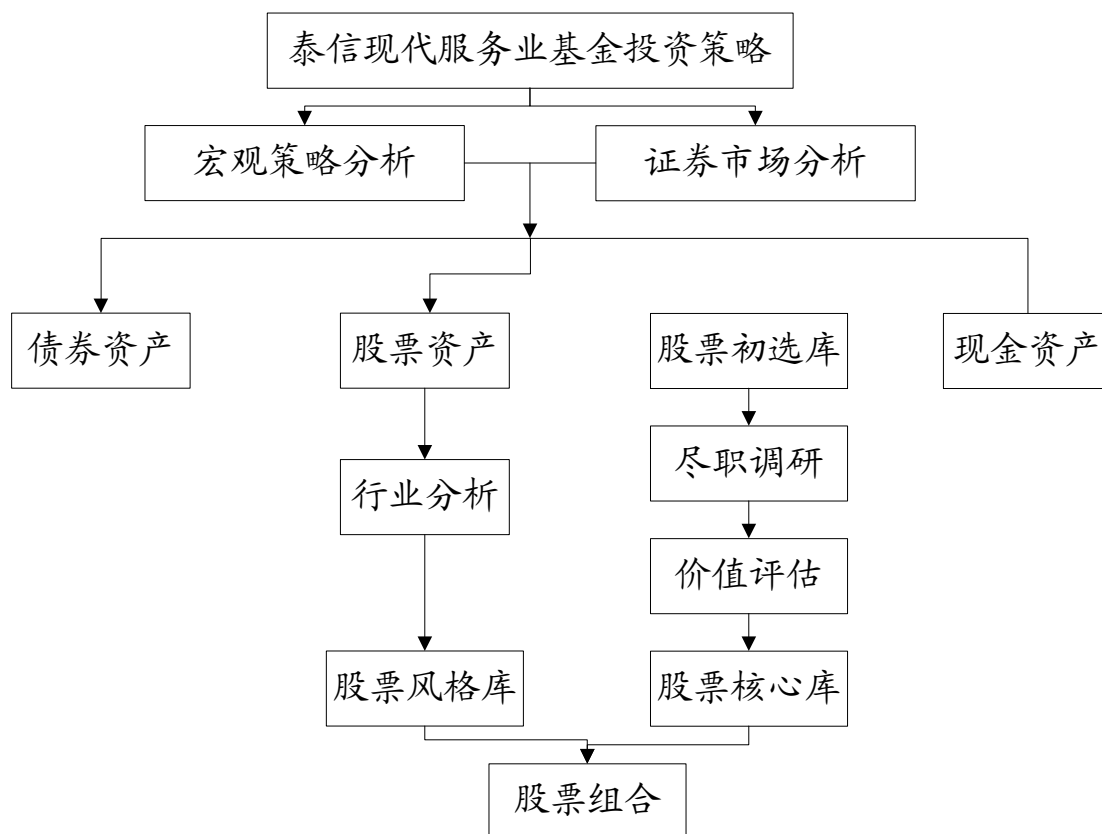 泰信现代服务业基金投资策略
宏观策略分析
证券市场分析
债券资产
股票资产
股票初选库
现金资产
尽职调研
行业分析
价值评估
股票风格库
股票核心库
股票组合